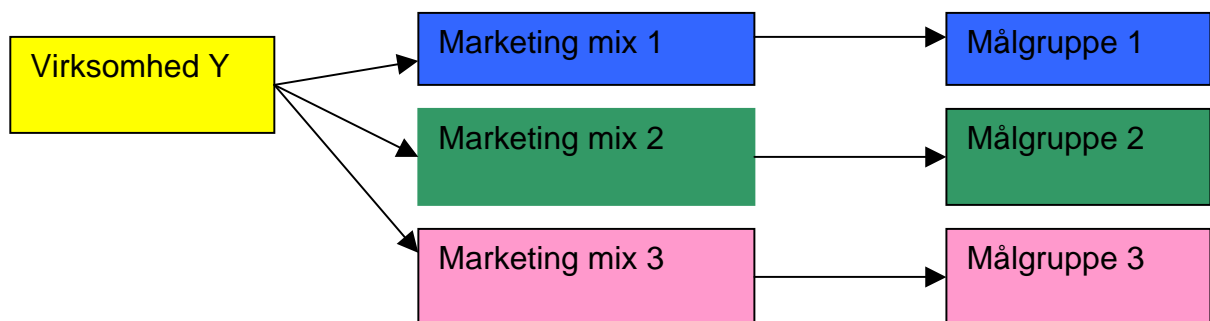 Virksomhed Y
Marketing mix 1
Målgruppe 1
Marketing mix 2
Målgruppe 2
Marketing mix 3
Målgruppe 3